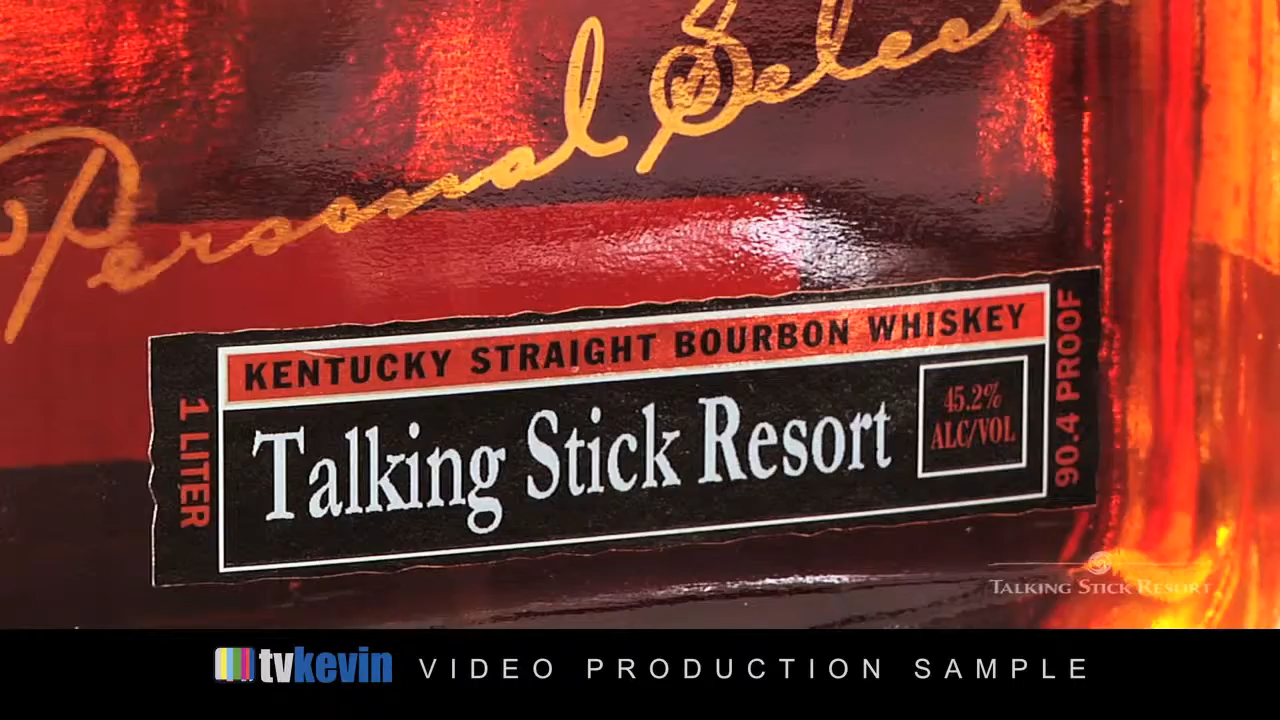 Personal Selection
KENTUCKY STRAIGHT BOURBON WHISKEY
1 LITER
Talking Stick Resort
45.2%
ALC/VOL
90.4 PROOF
TALKING STICK RESORT
tvkevin VIDEO PRODUCTION SAMPLE